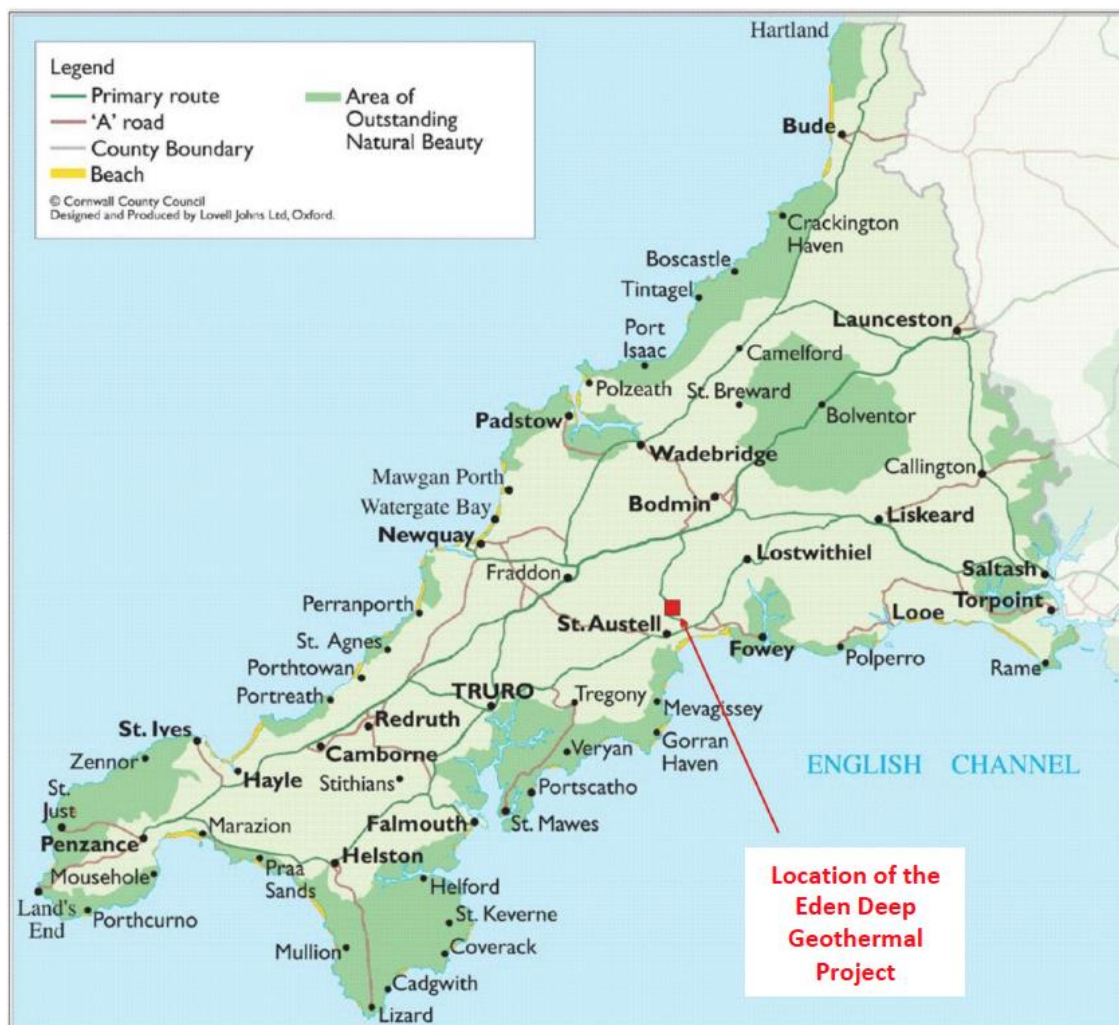 Hartland
Legend
Primary route
'A' road
County Boundary
Beach
Area of
Outstanding
Natural Beauty
© Cornwall County Council
Designed and Produced by Lovell Johns Ltd, Oxford.
Bude
Crackington
Haven
Boscastle
Tintagel
Launceston
Port
Isaac
Camelford
Polzeath
St. Breward
Bolventor
Padstow
Wadebridge
Callington
Mawgan Porth
Bodmin
Watergate Bay
Liskeard
Newquay
Lostwithiel
Fraddon
Saltash
Perranporth
Torpoint
Looe
St. Austell
Fowey
St. Agnes
Polperro
Porthtowan
Rame
Portreath
TRURO
Tregony
Mevagissey
Redruth
St. Ives
Gorran
Haven
Camborne
Veryan
Zennor
ENGLISH CHANNEL
Hayle
Stithians
Portscatho
St.
Just
Falmouth
St. Mawes
Marazion
Penzance
Helston
Praa
Sands
Mousehole
Helford
Land's
End
Porthcurno
St. Keverne
Mullion
Coverack
Cadgwith
Lizard
Location of the
Eden Deep
Geothermal
Project